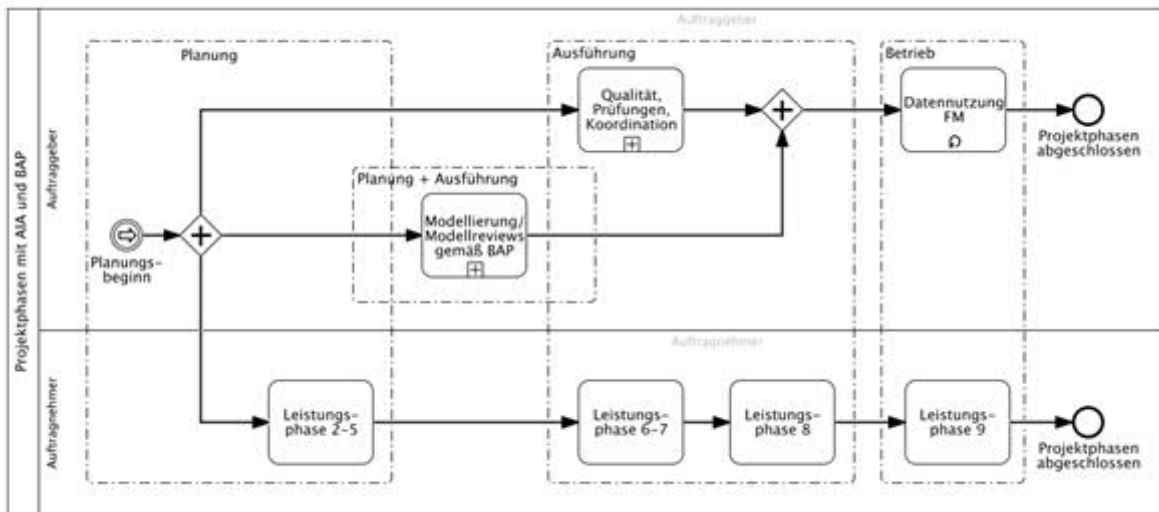 Projektphasen mit AIA und BAP
Auftraggeber
Auftraggeber
Planung
Ausführung
Betrieb
Qualität,
Prüfungen,
Koordination
Datennutzung
FM
Projektphasen
abgeschlossen
Planung + Ausführung
Modellierung/
Modellreviews
gemäß BAP
Planungs-
beginn
Auftragnehmer
Auftragnehmer
Leistungs-
phase 2-5
Leistungs-
phase 6-7
Leistungs-
phase 8
Leistungs-
phase 9
Projektphasen
abgeschlossen